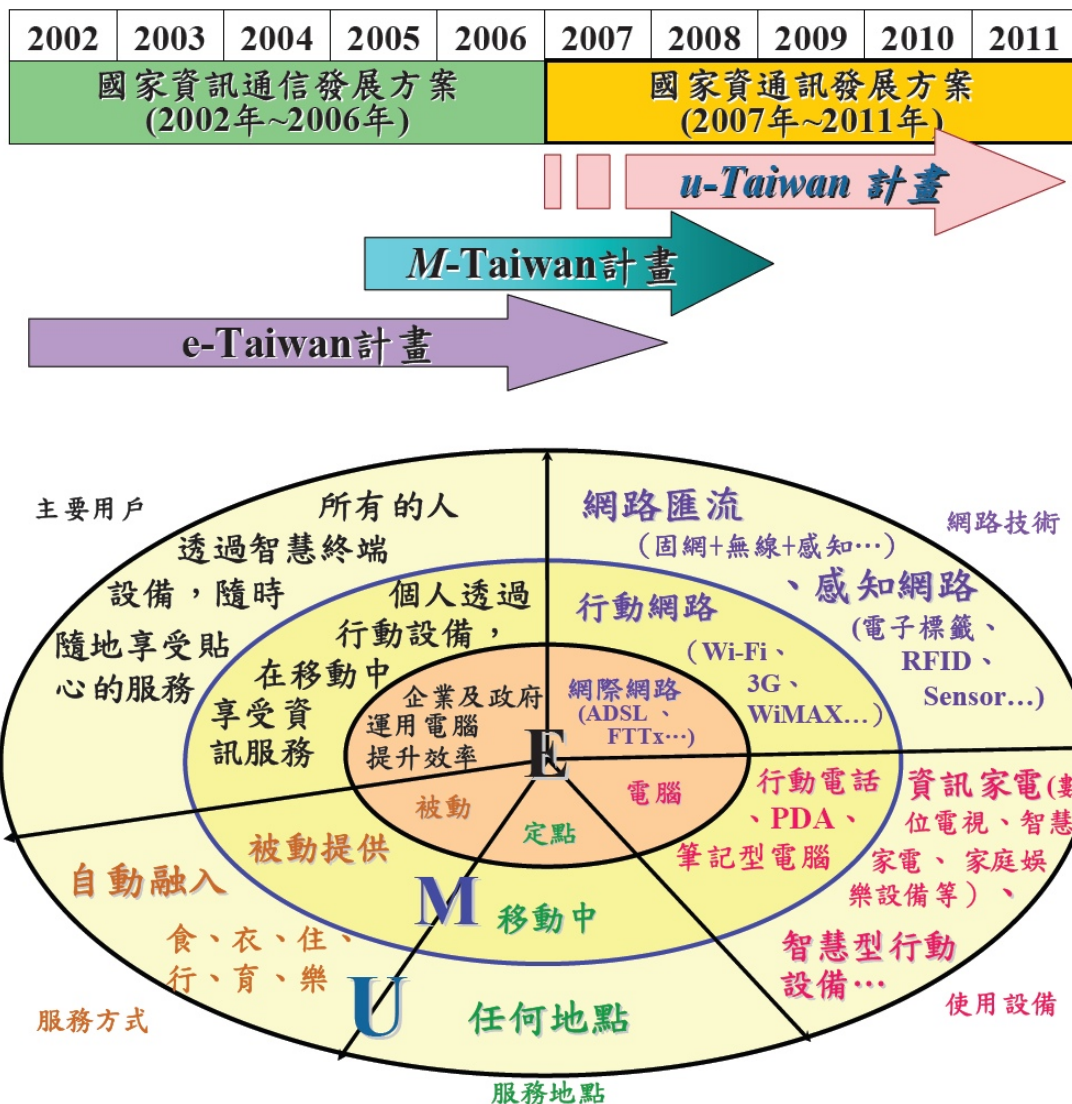 2002 2003 2004 2005 2006 2007 2008 2009 2010 2011
國家資訊通信發展方案
(2002年~2006年)
國家資通訊發展方案
(2007年~2011年)
u-Taiwan 計畫
M-Taiwan計畫
e-Taiwan計畫
主要用戶
所有的人
透過智慧終端
設備，隨時
隨地享受貼
心的服務
個人透過
行動設備，
在移動中
享受資
訊服務
企業及政府
運用電腦
提升效率
網路技術
網路匯流
（固網+無線+感知…）
、感知網路
(電子標籤、
RFID、
Sensor…)
行動網路
（Wi-Fi、
3G、
WiMAX…）
網際網路
(ADSL、
FTTx…)
E
M
U
被動
被動提供
自動融入
食、衣、住、
行、育、樂
服務方式
定點
移動中
任何地點
服務地點
電腦
行動電話
、PDA、
筆記型電腦
資訊家電(數
位電視、智慧
家電、家庭娛
樂設備等）、
智慧型行動
設備…
使用設備